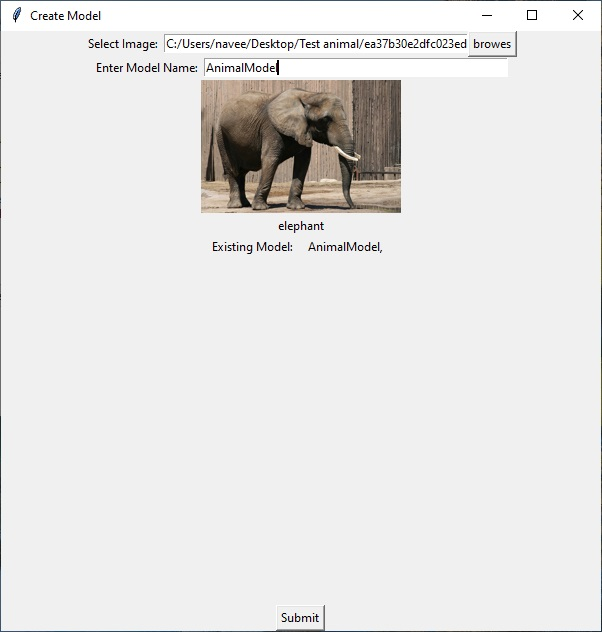 Create Model
Select Image: C:/Users/navee/Desktop/Test animal/ea37b30e2dfc023ed browes
Enter Model Name: AnimalModel
elephant
Existing Model: AnimalModel,
Submit